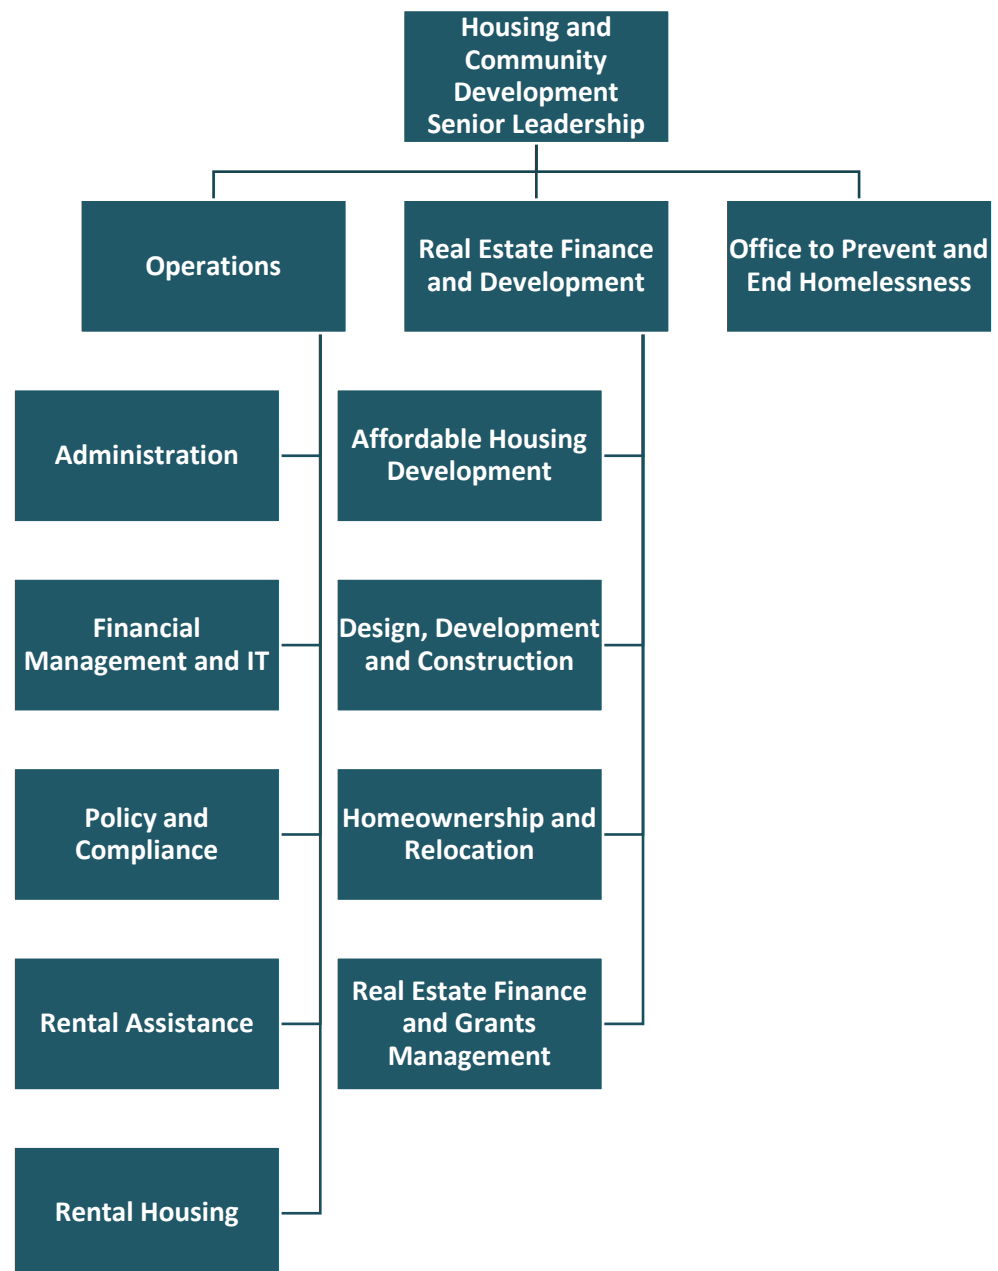 Housing and
Community
Development
Senior Leadership
Operations
Real Estate Finance
and Development
Office to Prevent and
End Homelessness
Administration
Financial
Management and IT
Policy and
Compliance
Rental Assistance
Rental Housing
Affordable Housing
Development
Design, Development
and Construction
Homeownership and
Relocation
Real Estate Finance
and Grants
Management